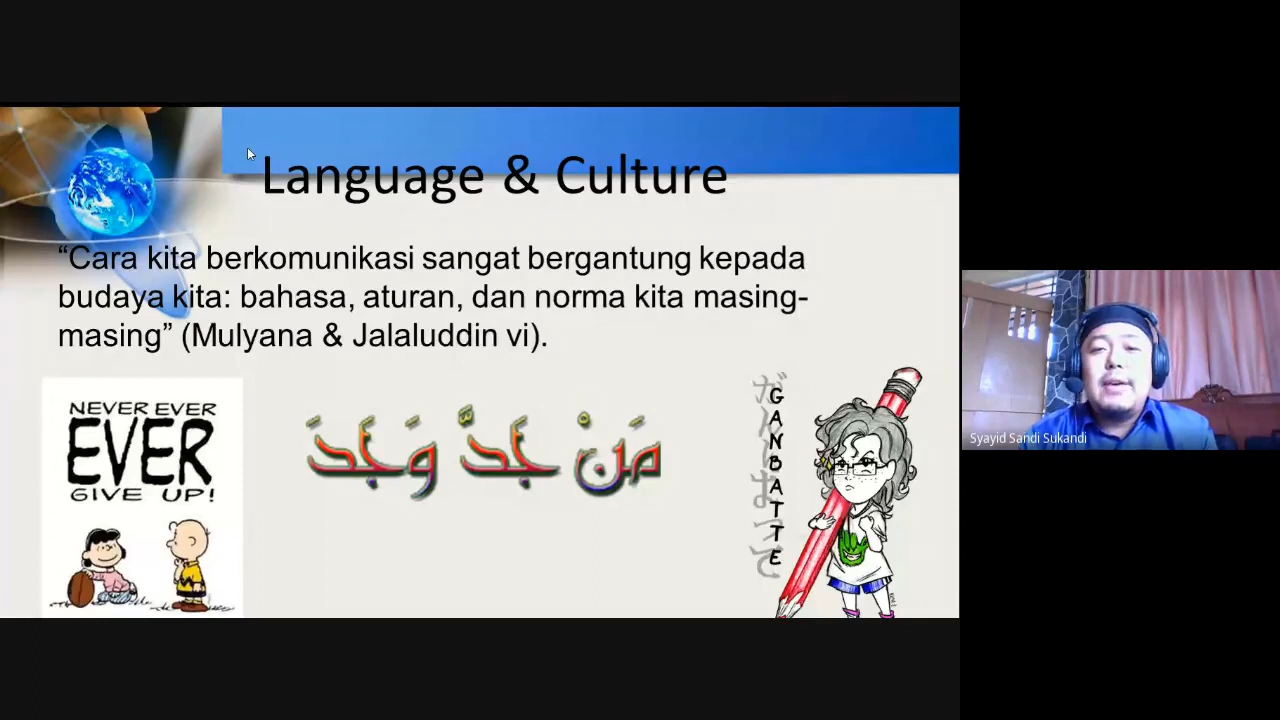 Language & Culture
“Cara kita berkomunikasi sangat bergantung kepada
budaya kita: bahasa, aturan, dan norma kita masing-
masing” (Mulyana & Jalaluddin vi).
NEVER EVER
EVER
GIVE UP!
مَنْ جَدَّ وَجَدَ
がんばって
GANBATTE
Syayid Sandi Sukandi